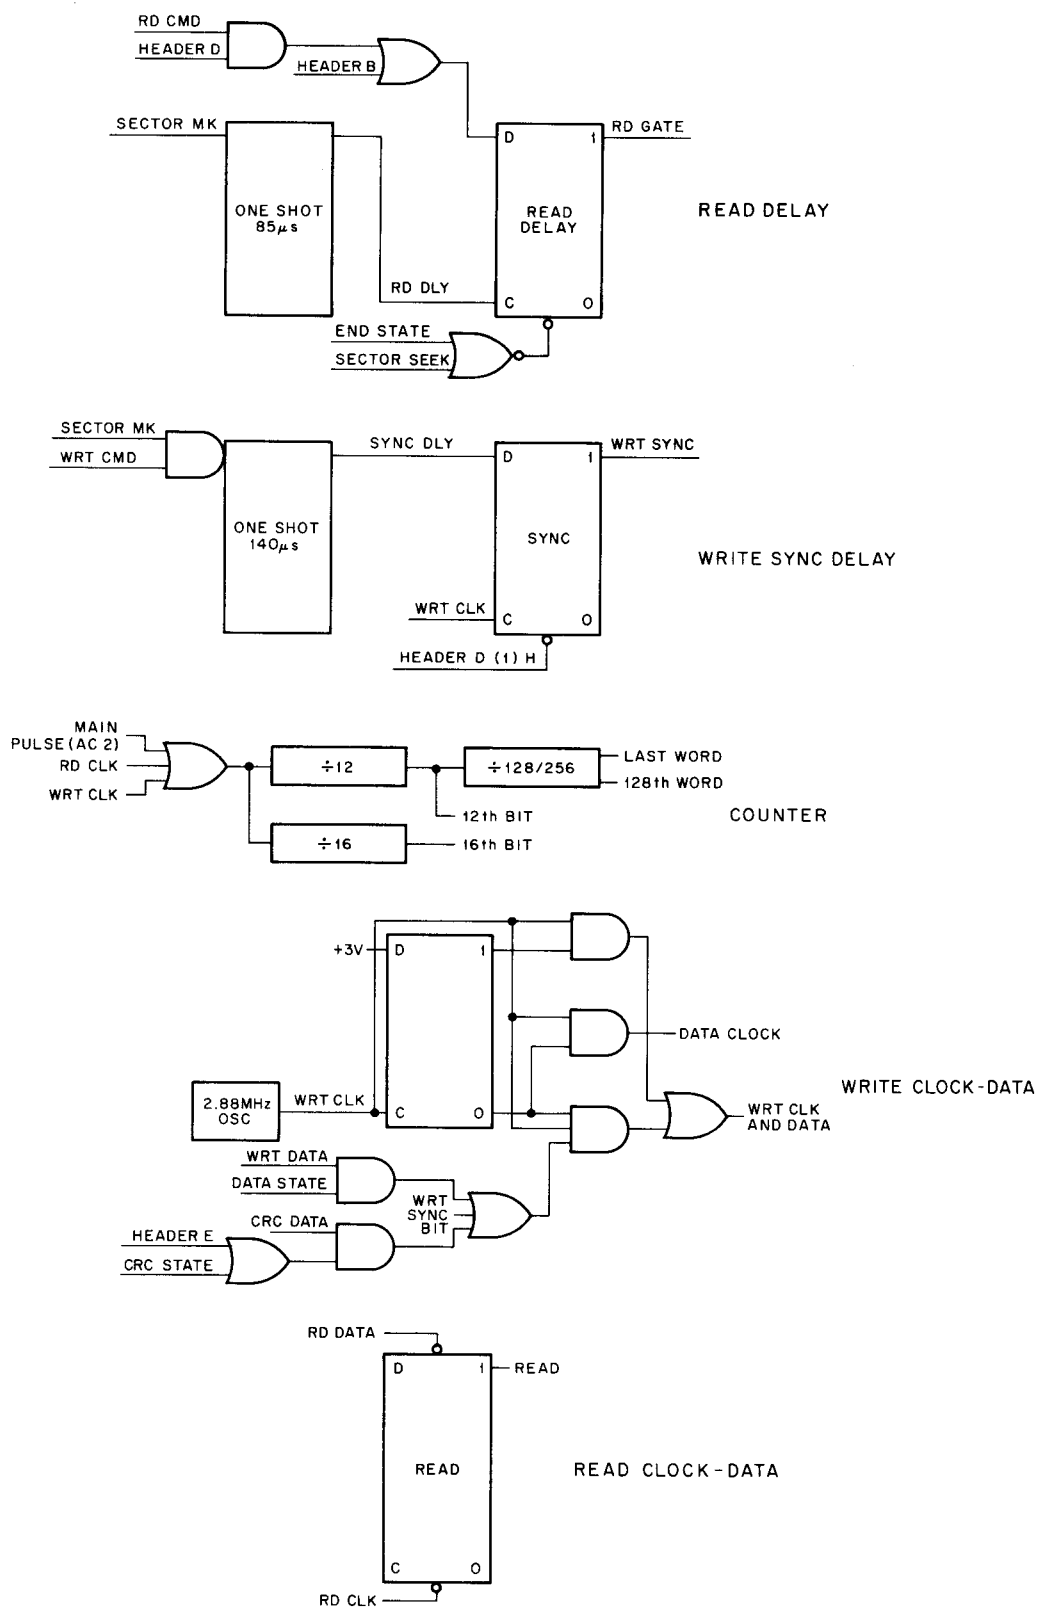 RD CMD
HEADER D
HEADER B
SECTOR MK
D 1 RD GATE
ONE SHOT
85μs
READ
DELAY
READ DELAY
RD DLY
C 0
END STATE
SECTOR SEEK
SECTOR MK
WRT CMD
SYNC DLY
D 1 WRT SYNC
ONE SHOT
140μs
SYNC
WRITE SYNC DELAY
WRT CLK
C 0
HEADER D (1) H
MAIN
PULSE (AC 2)
RD CLK
WRT CLK
÷12
÷128/256
LAST WORD
128th WORD
12th BIT
COUNTER
÷16
16th BIT
+3V D 1
DATA CLOCK
WRITE CLOCK-DATA
2.88MHz
OSC
WRT CLK
C 0
WRT CLK
AND DATA
WRT DATA
DATA STATE
WRT
SYNC
BIT
CRC DATA
HEADER E
CRC STATE
RD DATA
D 1 READ
READ
READ CLOCK-DATA
C 0
RD CLK